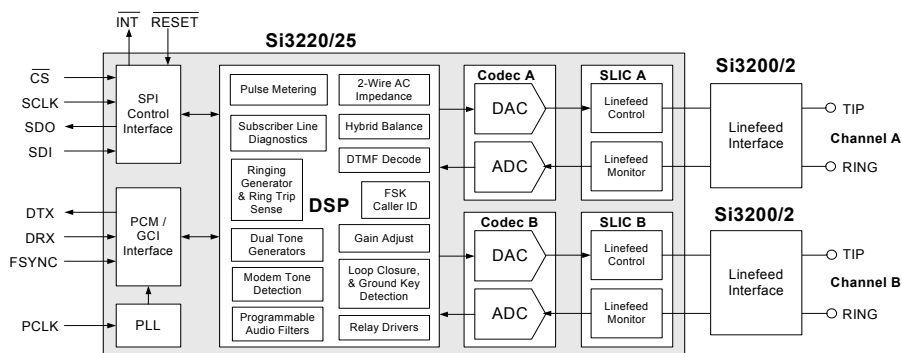 INT
RESET
Si3220/25
CS
SCLK
SDO
SDI
SPI
Control
Interface
DTX
DRX
FSYNC
PCM /
GCI
Interface
PCLK
PLL
Pulse Metering
Subscriber Line
Diagnostics
Ringing
Generator
& Ring Trip
Sense
Dual Tone
Generators
Modem Tone
Detection
Programmable
Audio Filters
DSP
2-Wire AC
Impedance
Hybrid Balance
DTMF Decode
FSK
Caller ID
Gain Adjust
Loop Closure,
& Ground Key
Detection
Relay Drivers
Codec A
DAC
ADC
SLIC A
Linefeed
Control
Linefeed
Monitor
Si3200/2
Linefeed
Interface
TIP
Channel A
RING
Codec B
DAC
ADC
SLIC B
Linefeed
Control
Linefeed
Monitor
Si3200/2
Linefeed
Interface
TIP
Channel B
RING